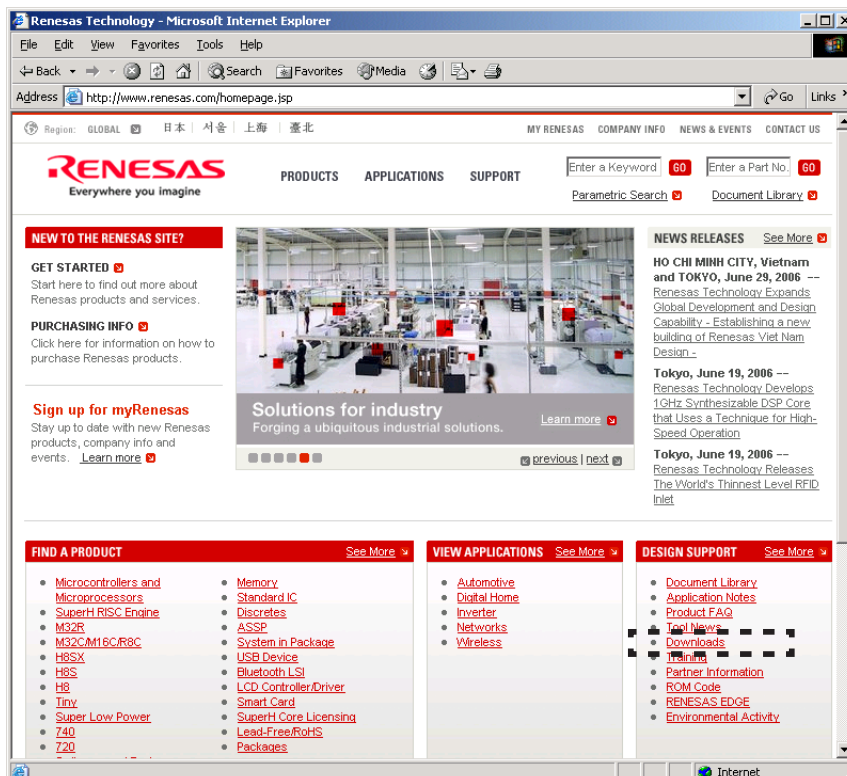 Renesas Technology - Microsoft Internet Explorer
File Edit View Favorites Tools Help
Back Search Favorites Media
Address http://www.renesas.com/homepage.jsp Go Links
Region: GLOBAL 日本 서울 上海 臺北 MY RENESAS COMPANY INFO NEWS & EVENTS CONTACT US
RENESAS
Everywhere you imagine
PRODUCTS APPLICATIONS SUPPORT
Enter a Keyword GO Enter a Part No. GO
Parametric Search Document Library
NEW TO THE RENESAS SITE?
GET STARTED
Start here to find out more about
Renesas products and services.
PURCHASING INFO
Click here for information on how to
purchase Renesas products.
Sign up for myRenesas
Stay up to date with new Renesas
products, company info and
events. Learn more
Solutions for industry
Forging a ubiquitous industrial solutions.
Learn more
previous | next
NEWS RELEASES See More
HO CHI MINH CITY, Vietnam
and TOKYO, June 29, 2006 --
Renesas Technology Expands
Global Development and Design
Capability - Establishing a new
building of Renesas Viet Nam
Design -
Tokyo, June 19, 2006 --
Renesas Technology Develops
1GHz Synthesizable DSP Core
that Uses a Technique for High-
Speed Operation
Tokyo, June 19, 2006 --
Renesas Technology Releases
The World's Thinnest Level RFID
Inlet
FIND A PRODUCT See More
Microcontrollers and
Microprocessors
SuperH RISC Engine
M32R
M32C/M16C/R8C
H8SX
H8S
H8
Tiny
Super Low Power
740
720
Memory
Standard IC
Discretes
ASSP
System in Package
USB Device
Bluetooth LSI
LCD Controller/Driver
Smart Card
SuperH Core Licensing
Lead-Free/RoHS
Packages
VIEW APPLICATIONS See More
Automotive
Digital Home
Inverter
Networks
Wireless
DESIGN SUPPORT See More
Document Library
Application Notes
Product FAQ
Tool News
Downloads
Training
Partner Information
ROM Code
RENESAS EDGE
Environmental Activity
Internet